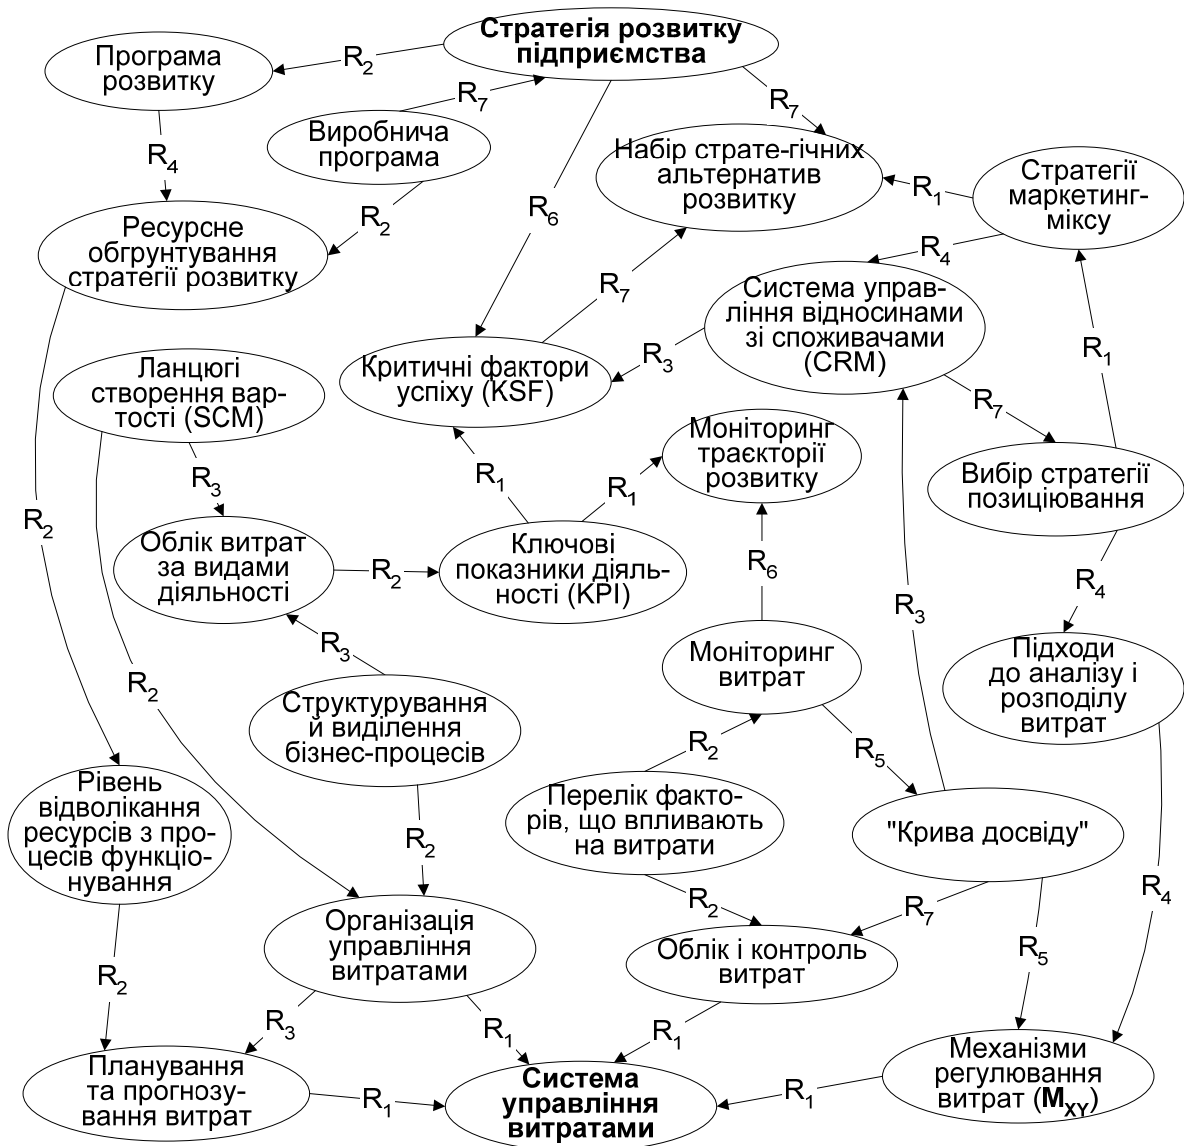 Стратегія розвитку
підприємства
Програма
розвитку
R2
R7
R7
Виробнича
програма
Набір страте-гічних
альтернатив
розвитку
Стратегії
маркетинг-
міксу
R4
R1
R2
R6
R4
Ресурсне
обгрунтування
стратегії розвитку
R7
Система управ-
ління відносинами
зі споживачами
(CRM)
Ланцюгі
створення вар-
тості (SCM)
Критичні фактори
успіху (KSF)
R3
R1
R7
Моніторинг
траєкторії
розвитку
Вибір стратегії
позиціювання
R3
R1
R1
R2
Облік витрат
за видами
діяльності
R2
Ключові
показники діяль-
ності (KPI)
R6
R4
R3
R3
Моніторинг
витрат
Підходи
до аналізу і
розподілу
витрат
R2
Структурування
й виділення
бізнес-процесів
R2
R5
Рівень
відволікання
ресурсів з про-
цесів функціо-
нування
Перелік факто-
рів, що впливають
на витрати
"Крива досвіду"
R2
R4
R2
R7
Організація
управління
витратами
Облік і контроль
витрат
R5
R2
R3
R1
R1
Планування
та прогнозу-
вання витрат
R1
Система
управління
витратами
R1
Механізми
регулювання
витрат (MXY)